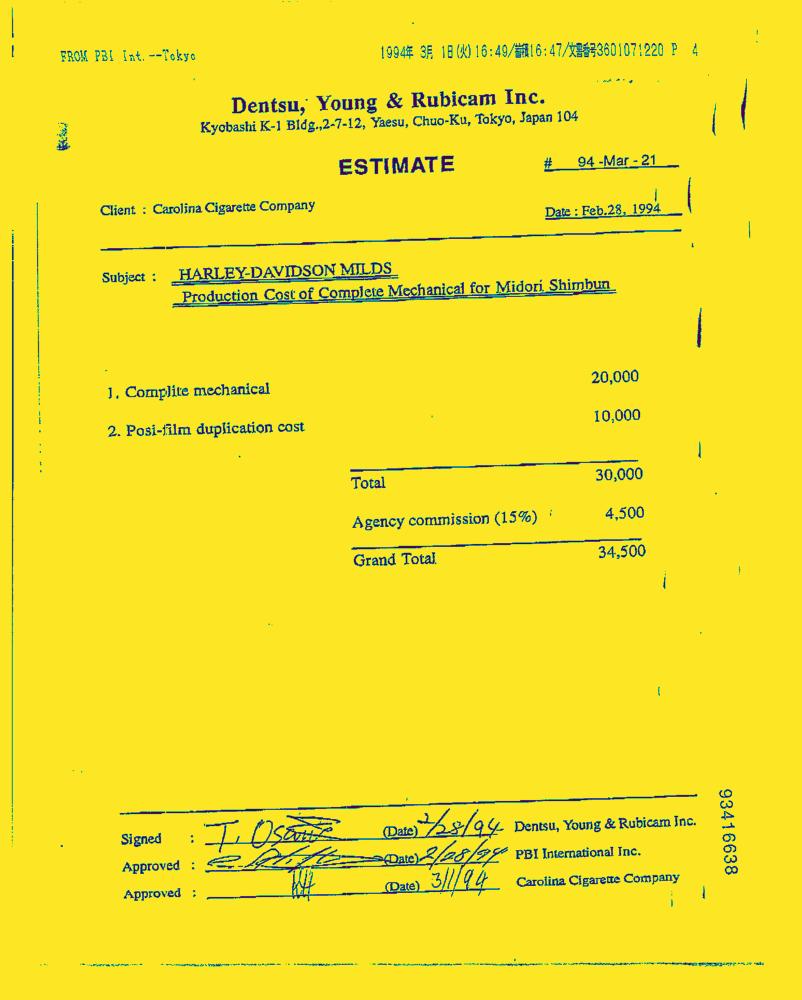 FROM PBI Int.--Tokyo 1994年 3月 1日(火)16:49/蓄積16:47/文書番号3601071220 P 4
Dentsu, Young & Rubicam Inc.
Kyobashi K-1 Bldg.,2-7-12, Yaesu, Chuo-Ku, Tokyo, Japan 104
ESTIMATE
# 94 -Mar - 21
Client : Carolina Cigarette Company
Date : Feb.28, 1994
Subject : HARLEY-DAVIDSON MILDS
Production Cost of Complete Mechanical for Midori Shimbun
1. Complite mechanical 20,000
2. Posi-film duplication cost 10,000
Total 30,000
Agency commission (15%) 4,500
Grand Total 34,500
Signed : T. (Date) 2/28/94 Dentsu, Young & Rubicam Inc.
Approved : (Date) 2/28/94 PBI International Inc.
Approved : (Date) 3/1/94 Carolina Cigarette Company
93416638